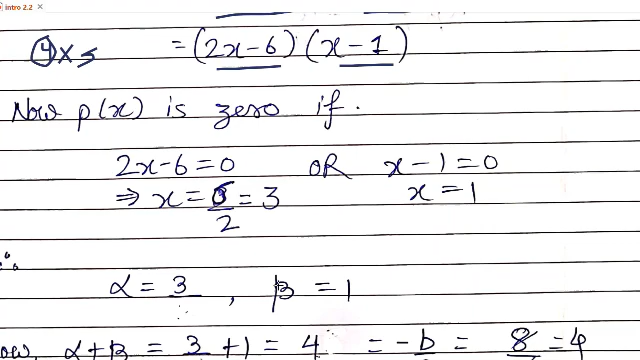 intro 2.2 ×
④×5 = (2x-6) (x-1)
Now p(x) is zero if.
2x-6=0 OR x-1=0
⇒ x = 6/2 = 3 x = 1
∴
α = 3 , β = 1
Now, α+β = 3 + 1 = 4 = -b = 8 = 4